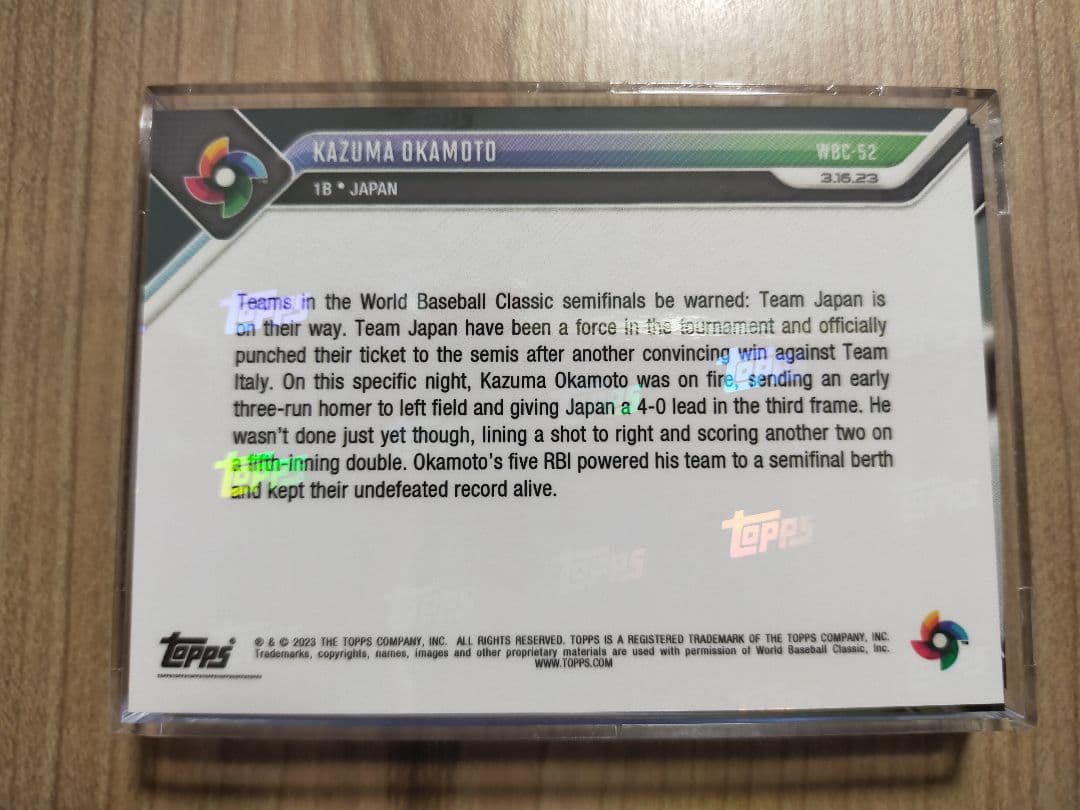 KAZUMA OKAMOTO
WBC-52
1B • JAPAN
3.16.23
Teams in the World Baseball Classic semifinals be warned: Team Japan is
on their way. Team Japan have been a force in the tournament and officially
punched their ticket to the semis after another convincing win against Team
Italy. On this specific night, Kazuma Okamoto was on fire, sending an early
three-run homer to left field and giving Japan a 4-0 lead in the third frame. He
wasn't done just yet though, lining a shot to right and scoring another two on
a fifth-inning double. Okamoto's five RBI powered his team to a semifinal berth
and kept their undefeated record alive.
Topps
Topps
Topps
Topps
Topps
Topps®
® & © 2023 THE TOPPS COMPANY, INC. ALL RIGHTS RESERVED. TOPPS IS A REGISTERED TRADEMARK OF THE TOPPS COMPANY, INC.
Trademarks, copyrights, names, images and other proprietary materials are used with permission of World Baseball Classic, Inc.
WWW.TOPPS.COM